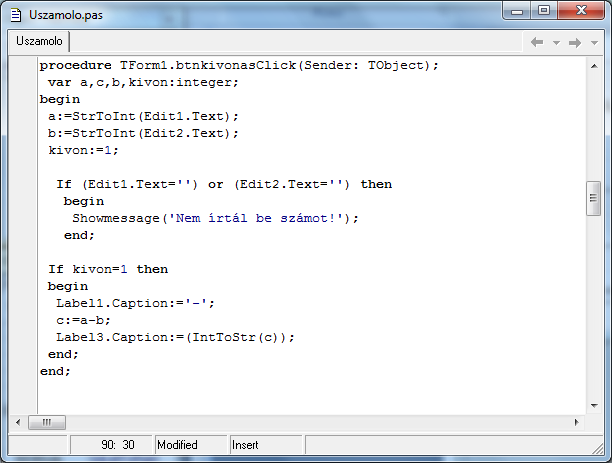 Uszamolo.pas
Uszamolo
procedure TForm1.btnkivonasClick(Sender: TObject);
var a,c,b,kivon:integer;
begin
a:=StrToInt(Edit1.Text);
b:=StrToInt(Edit2.Text);
kivon:=1;
If (Edit1.Text='') or (Edit2.Text='') then
begin
Showmessage('Nem írtál be számot!');
end;
If kivon=1 then
begin
Label1.Caption:='-';
c:=a-b;
Label3.Caption:=(IntToStr(c));
end;
end;
90: 30 Modified Insert